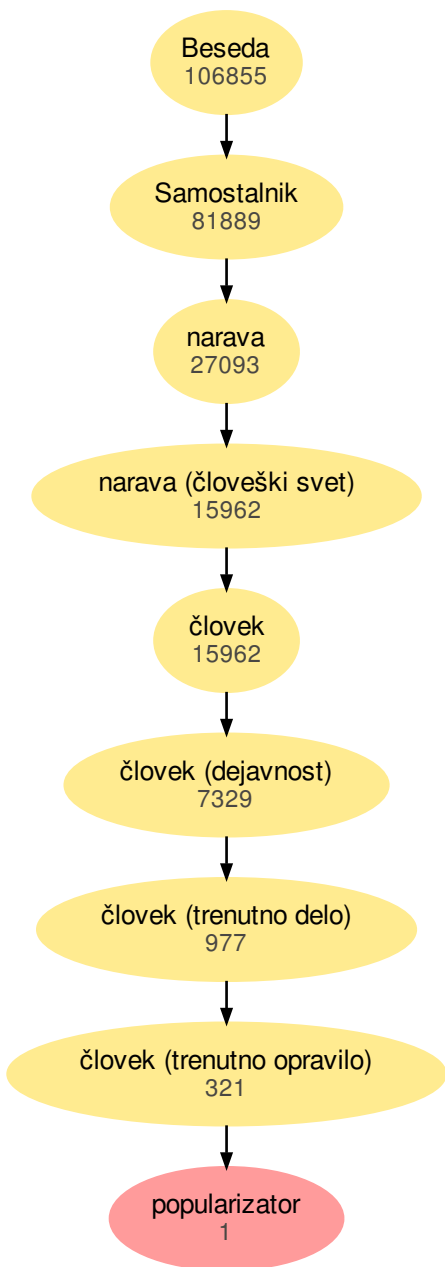 Beseda
106855
Samostalnik
81889
narava
27093
narava (človeški svet)
15962
človek
15962
človek (dejavnost)
7329
človek (trenutno delo)
977
človek (trenutno opravilo)
321
popularizator
1